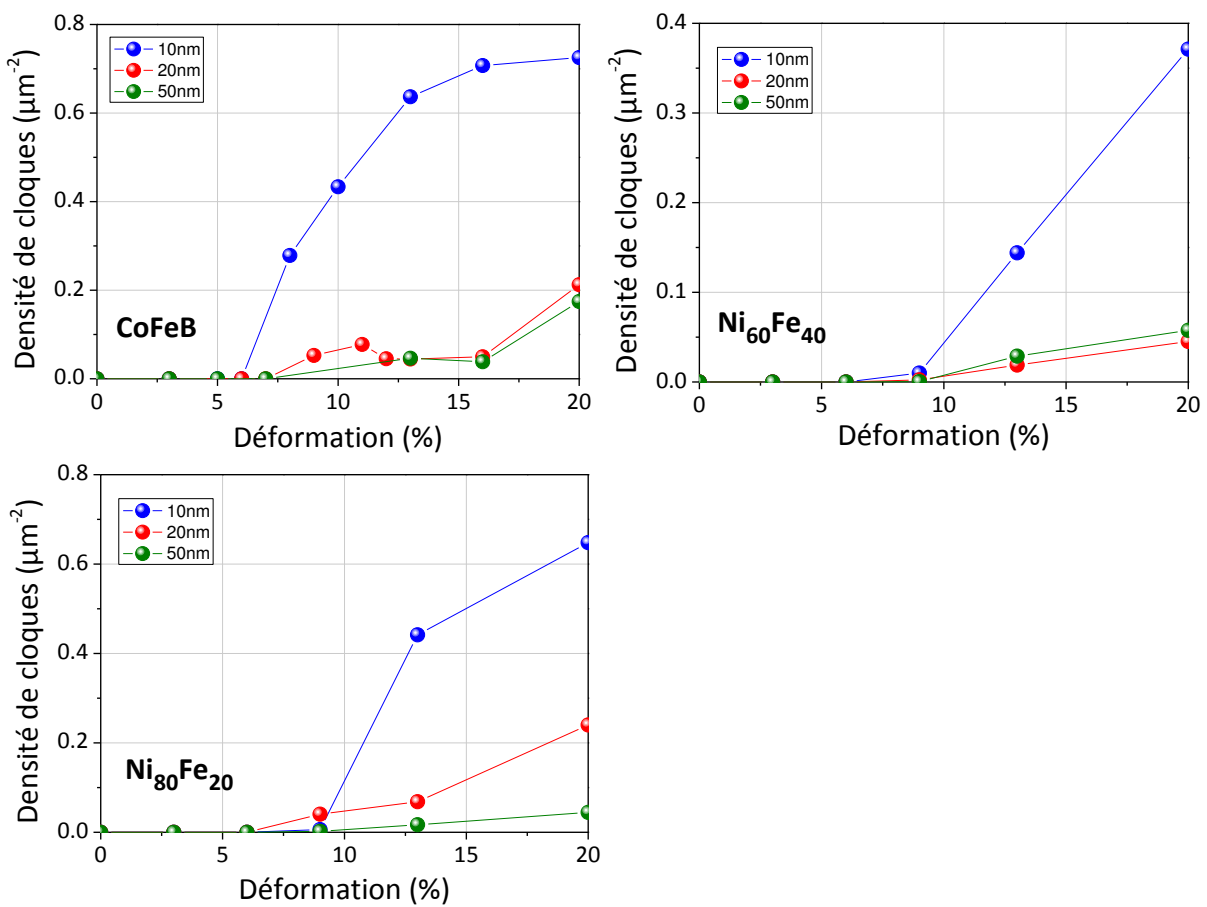 Densité de cloques (µm⁻²)
0.8
0.6
0.4
0.2
0.0
10nm
20nm
50nm
CoFeB
0 5 10 15 20
Déformation (%)
Densité de cloques (µm⁻²)
0.4
0.3
0.2
0.1
0.0
10nm
20nm
50nm
Ni₆₀Fe₄₀
0 5 10 15 20
Déformation (%)
Densité de cloques (µm⁻²)
0.8
0.6
0.4
0.2
0.0
10nm
20nm
50nm
Ni₈₀Fe₂₀
0 5 10 15 20
Déformation (%)